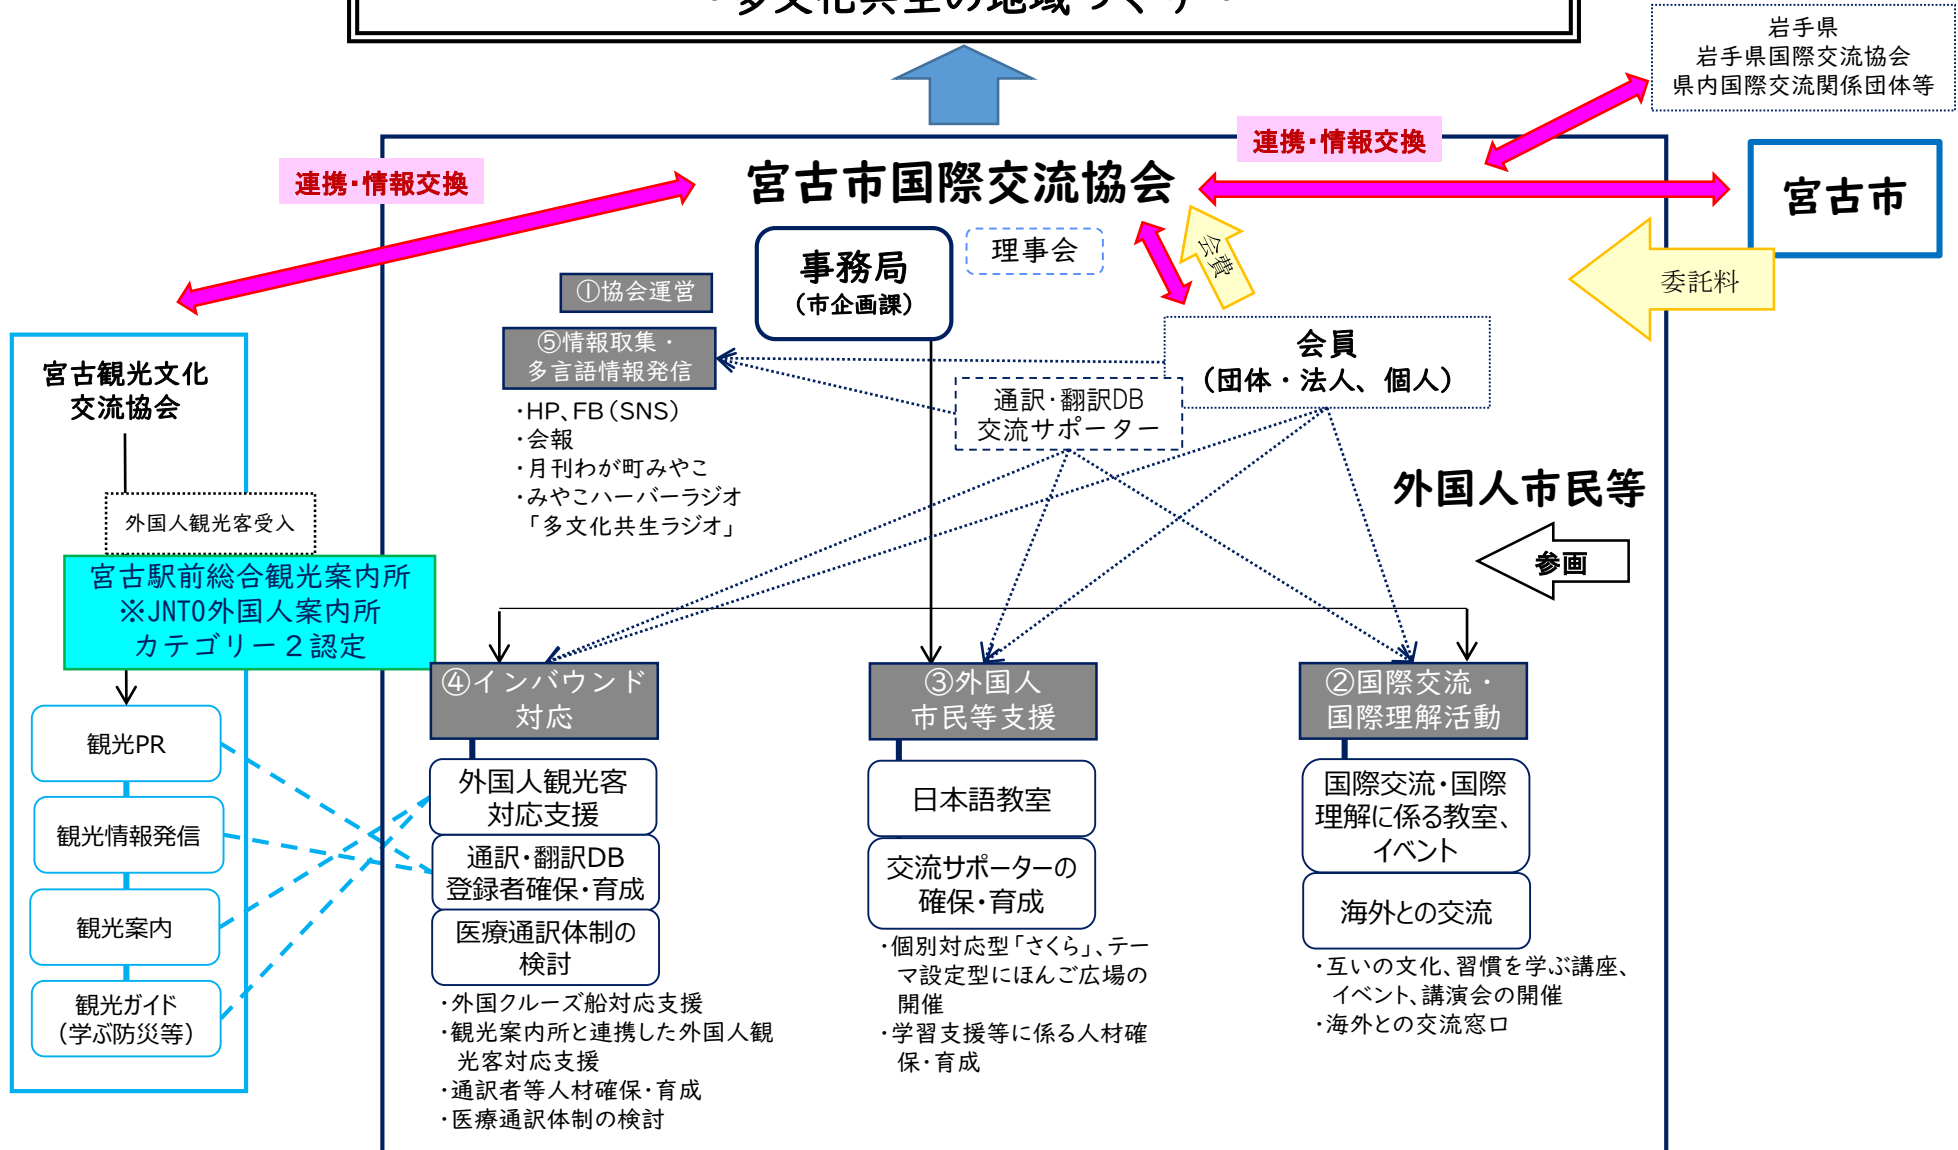 ・多文化共生の地域づくり・
岩手県
岩手県国際交流協会
県内国際交流関係団体等
連携・情報交換
連携・情報交換
宮古市国際交流協会
宮古市
事務局
（市企画課）
理事会
会費
委託料
①協会運営
⑤情報取集・
多言語情報発信
・HP、FB（SNS）
・会報
・月刊わが町みやこ
・みやこハーバーラジオ
「多文化共生ラジオ」
会員
（団体・法人、個人）
通訳・翻訳DB
交流サポーター
外国人市民等
参画
宮古観光文化
交流協会
外国人観光客受入
宮古駅前総合観光案内所
※JNTO外国人案内所
カテゴリー２認定
観光PR
観光情報発信
観光案内
観光ガイド
（学ぶ防災等）
④インバウンド
対応
外国人観光客
対応支援
通訳・翻訳DB
登録者確保・育成
医療通訳体制の
検討
・外国クルーズ船対応支援
・観光案内所と連携した外国人観
光客対応支援
・通訳者等人材確保・育成
・医療通訳体制の検討
③外国人
市民等支援
日本語教室
交流サポーターの
確保・育成
・個別対応型「さくら」、テー
マ設定型にほんご広場の
開催
・学習支援等に係る人材確
保・育成
②国際交流・
国際理解活動
国際交流・国際
理解に係る教室、
イベント
海外との交流
・互いの文化、習慣を学ぶ講座、
イベント、講演会の開催
・海外との交流窓口